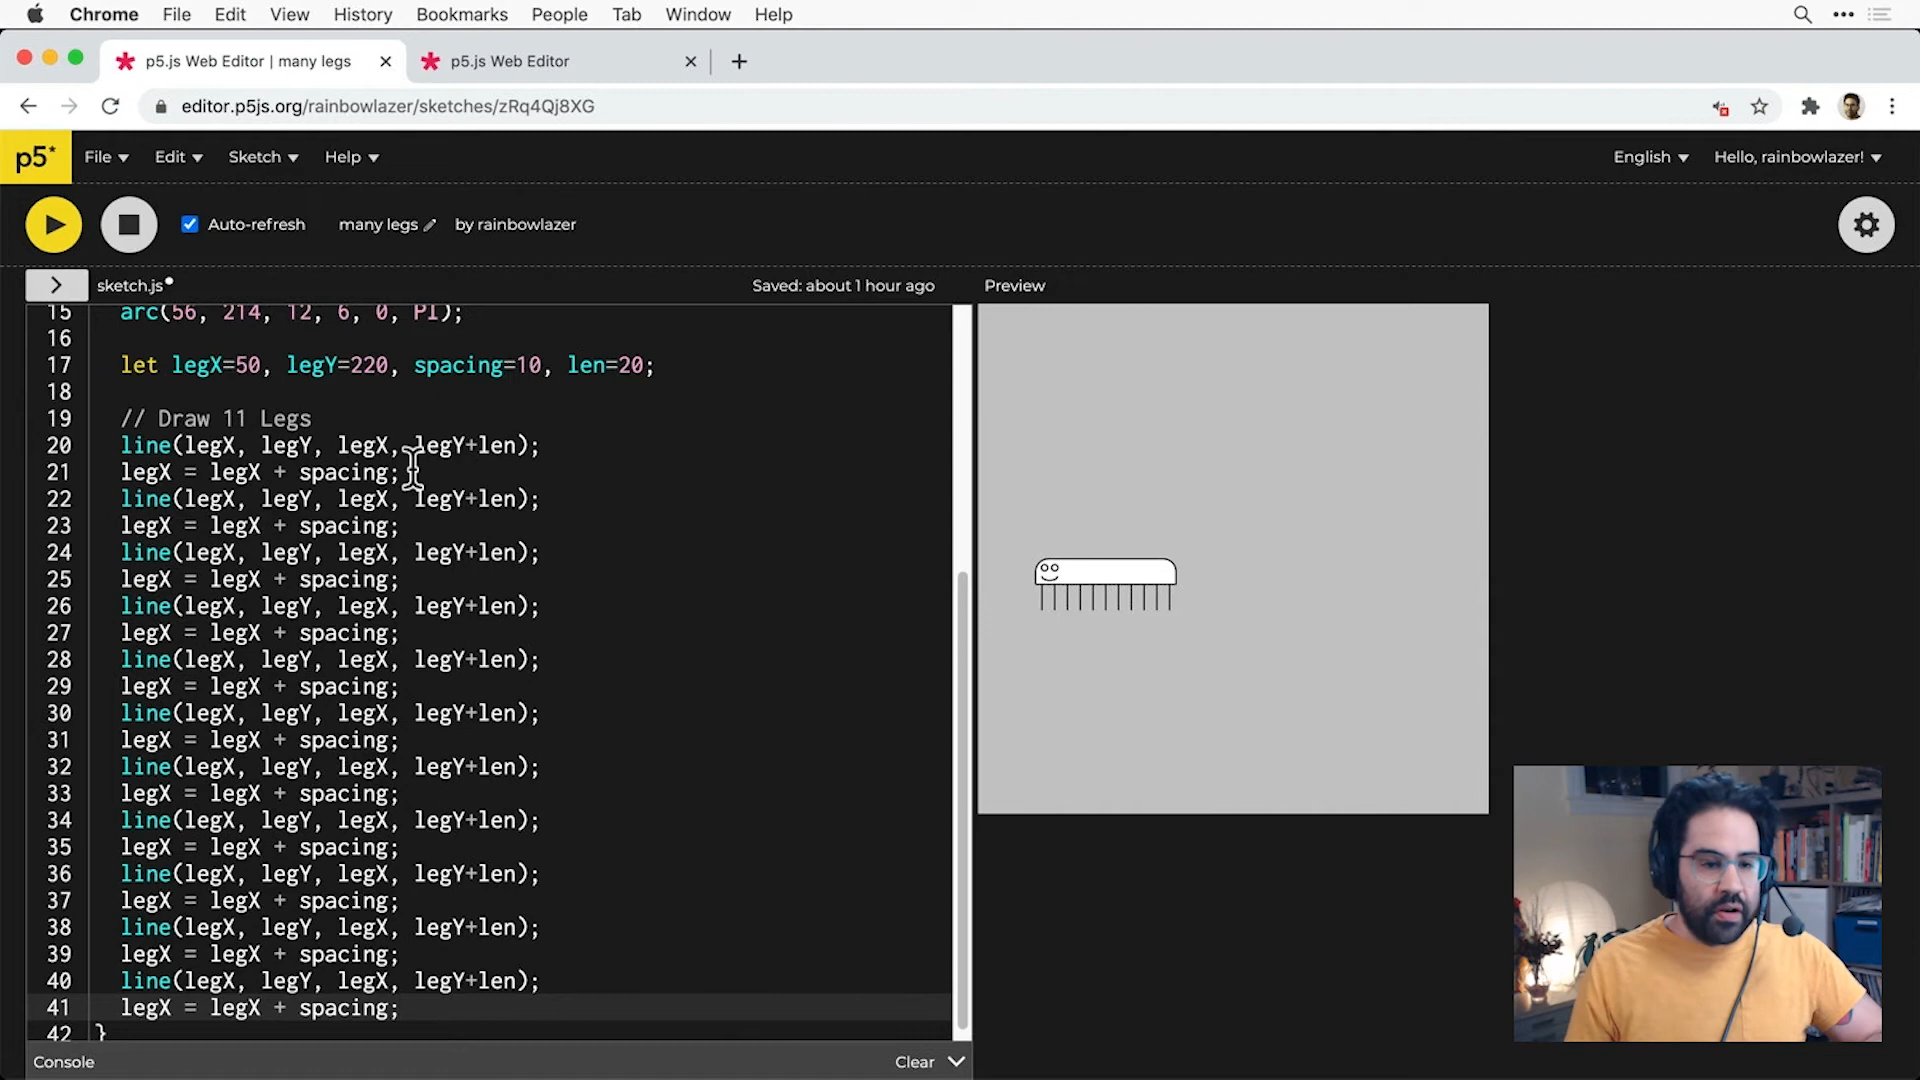 Chrome File Edit View History Bookmarks People Tab Window Help
p5.js Web Editor | many legs
p5.js Web Editor
editor.p5js.org/rainbowlazer/sketches/zRq4Qj8XG
p5* File Edit Sketch Help English Hello, rainbowlazer!
Auto-refresh many legs by rainbowlazer
sketch.js Saved: about 1 hour ago Preview
15 arc(56, 214, 12, 6, 0, PI);
16
17 let legX=50, legY=220, spacing=10, len=20;
18
19 // Draw 11 Legs
20 line(legX, legY, legX, legY+len);
21 legX = legX + spacing;
22 line(legX, legY, legX, legY+len);
23 legX = legX + spacing;
24 line(legX, legY, legX, legY+len);
25 legX = legX + spacing;
26 line(legX, legY, legX, legY+len);
27 legX = legX + spacing;
28 line(legX, legY, legX, legY+len);
29 legX = legX + spacing;
30 line(legX, legY, legX, legY+len);
31 legX = legX + spacing;
32 line(legX, legY, legX, legY+len);
33 legX = legX + spacing;
34 line(legX, legY, legX, legY+len);
35 legX = legX + spacing;
36 line(legX, legY, legX, legY+len);
37 legX = legX + spacing;
38 line(legX, legY, legX, legY+len);
39 legX = legX + spacing;
40 line(legX, legY, legX, legY+len);
41 legX = legX + spacing;
42 }
Console Clear